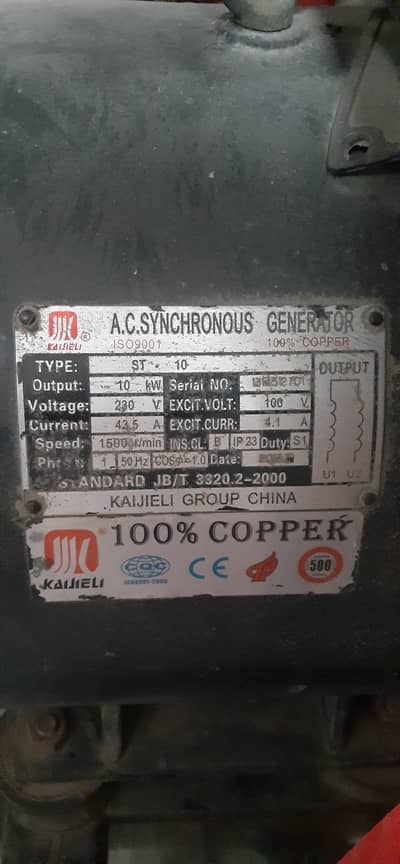 A.C.SYNCHRONOUS GENERATOR
KAIJIELI ® ISO9001 100% COPPER
TYPE: ST - 10 OUTPUT
Output: 10 kW Serial NO.
Voltage: 230 V EXCIT.VOLT: 100 V
Current: 43.5 A EXCIT.CURR: 4.1 A
Speed: 1500 r/min INS.CL: B IP 23 Duty: S1
1 50 Hz COSφ=1.0 Date:
U1 U2
STANDARD JB/T 3320.2-2000
KAIJIELI GROUP CHINA
® 100% COPPER
KAIJIELI CQC CE 500